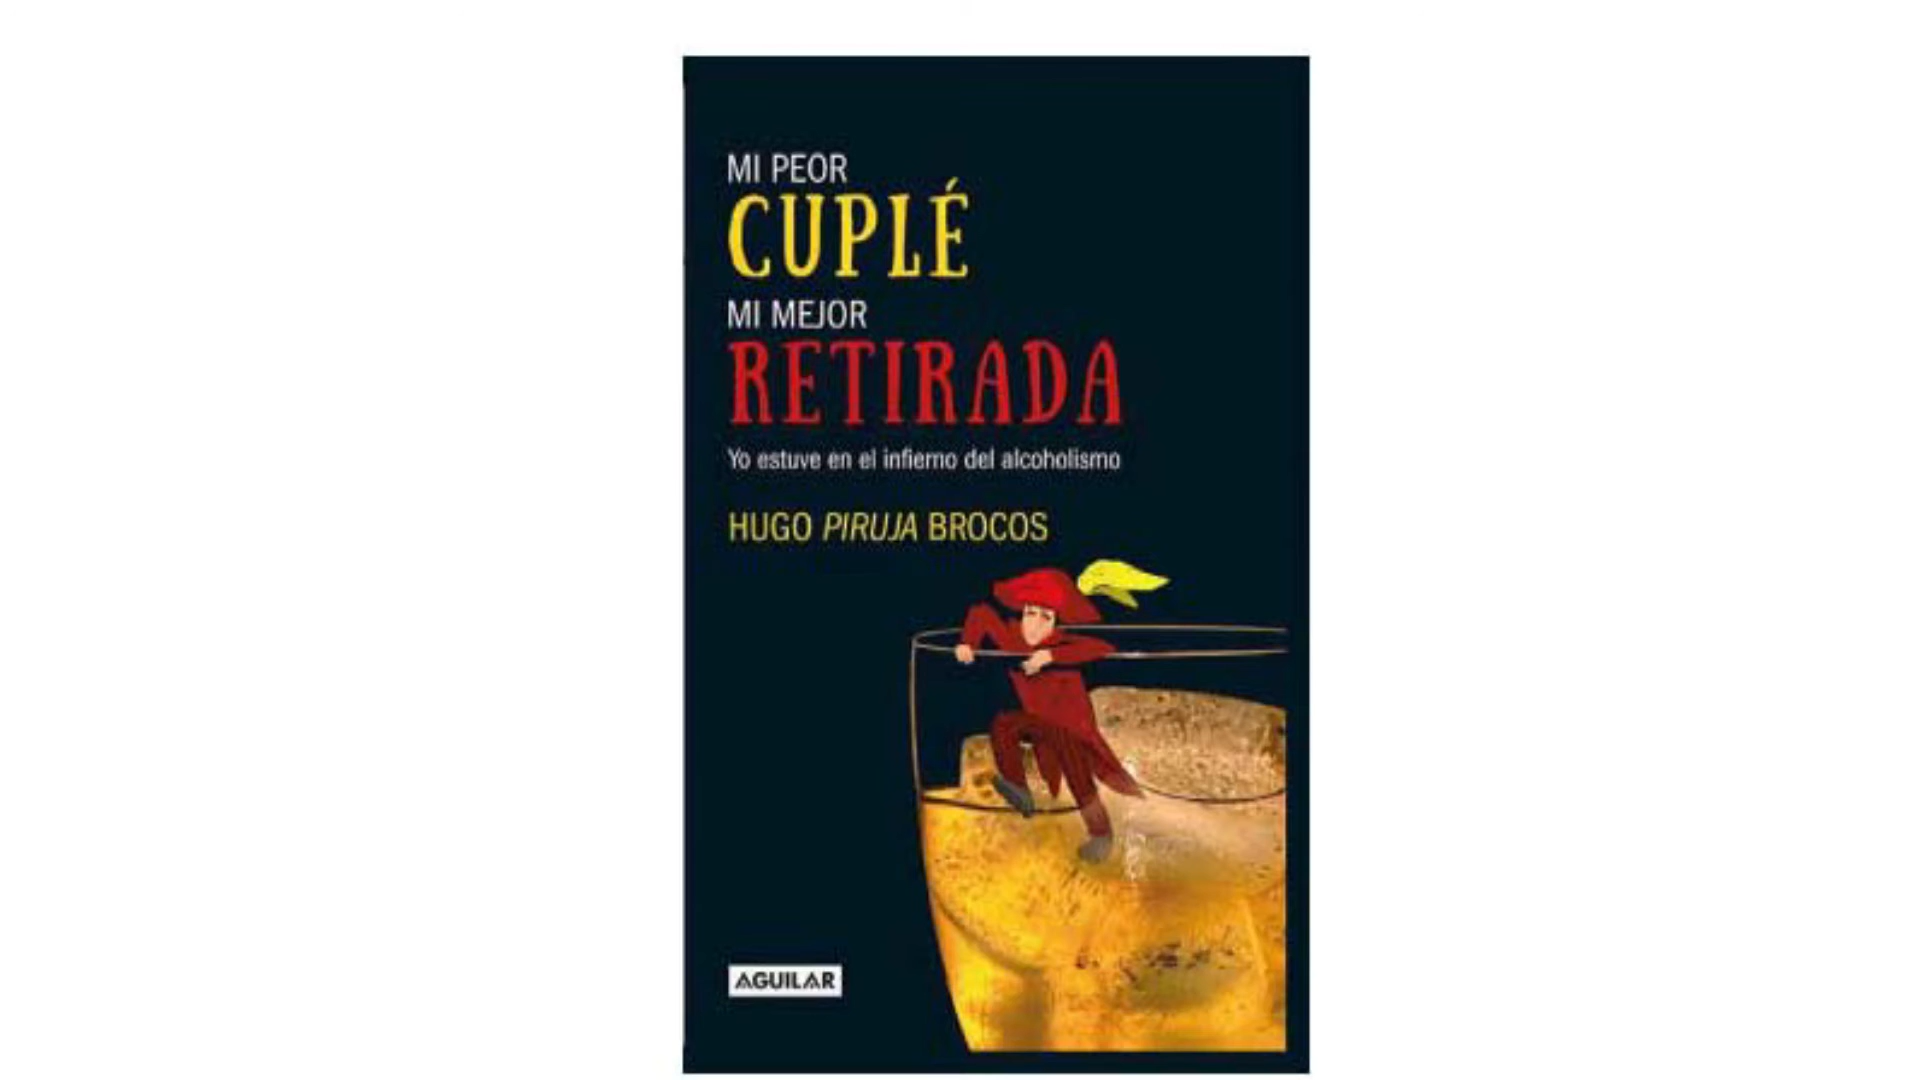 MI PEOR
CUPLÉ
MI MEJOR
RETIRADA
Yo estuve en el infierno del alcoholismo
HUGO PIRUJA BROCOS
AGUILAR